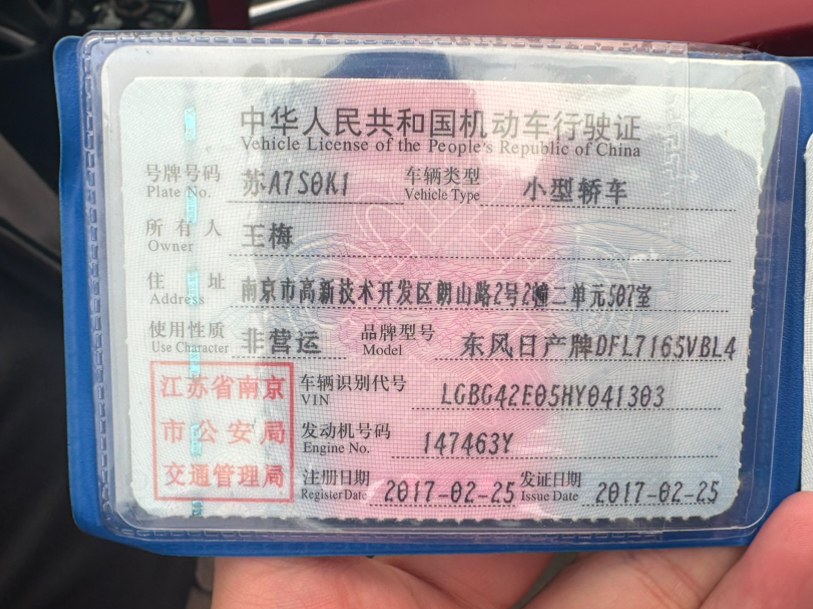 中华人民共和国机动车行驶证
Vehicle License of the People's Republic of China
号牌号码 苏A7S0K1 车辆类型 小型轿车
Plate No. Vehicle Type
所有人 王梅
Owner
住址 南京市高新技术开发区朗山路2号2幢二单元507室
Address
使用性质 非营运 品牌型号 东风日产牌DFL7165VBL4
Use Character Model
江苏省南京 车辆识别代号 LGBG42E05HY041303
VIN
市公安局 发动机号码 147463Y
Engine No.
交通管理局 注册日期 2017-02-25 发证日期 2017-02-25
Register Date Issue Date